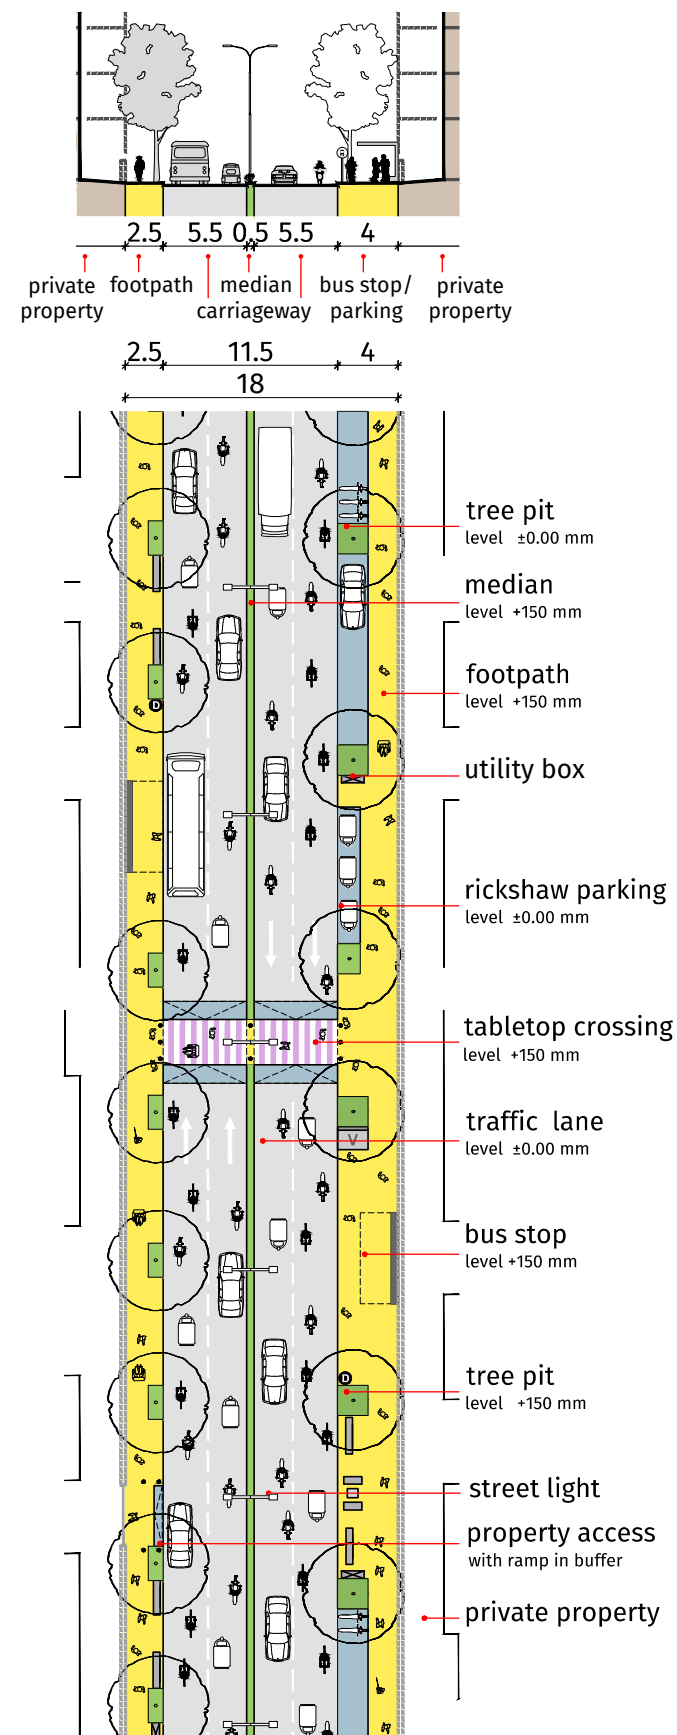 2.5 5.5 0.5 5.5 4
private property
footpath
median
carriageway
bus stop/
parking
private
property
2.5 11.5 4
18
tree pit
level ±0.00 mm
median
level +150 mm
footpath
level +150 mm
D
utility box
rickshaw parking
level ±0.00 mm
tabletop crossing
level +150 mm
traffic lane
level ±0.00 mm
V
bus stop
level +150 mm
tree pit
level +150 mm
D
street light
property access
with ramp in buffer
private property
M